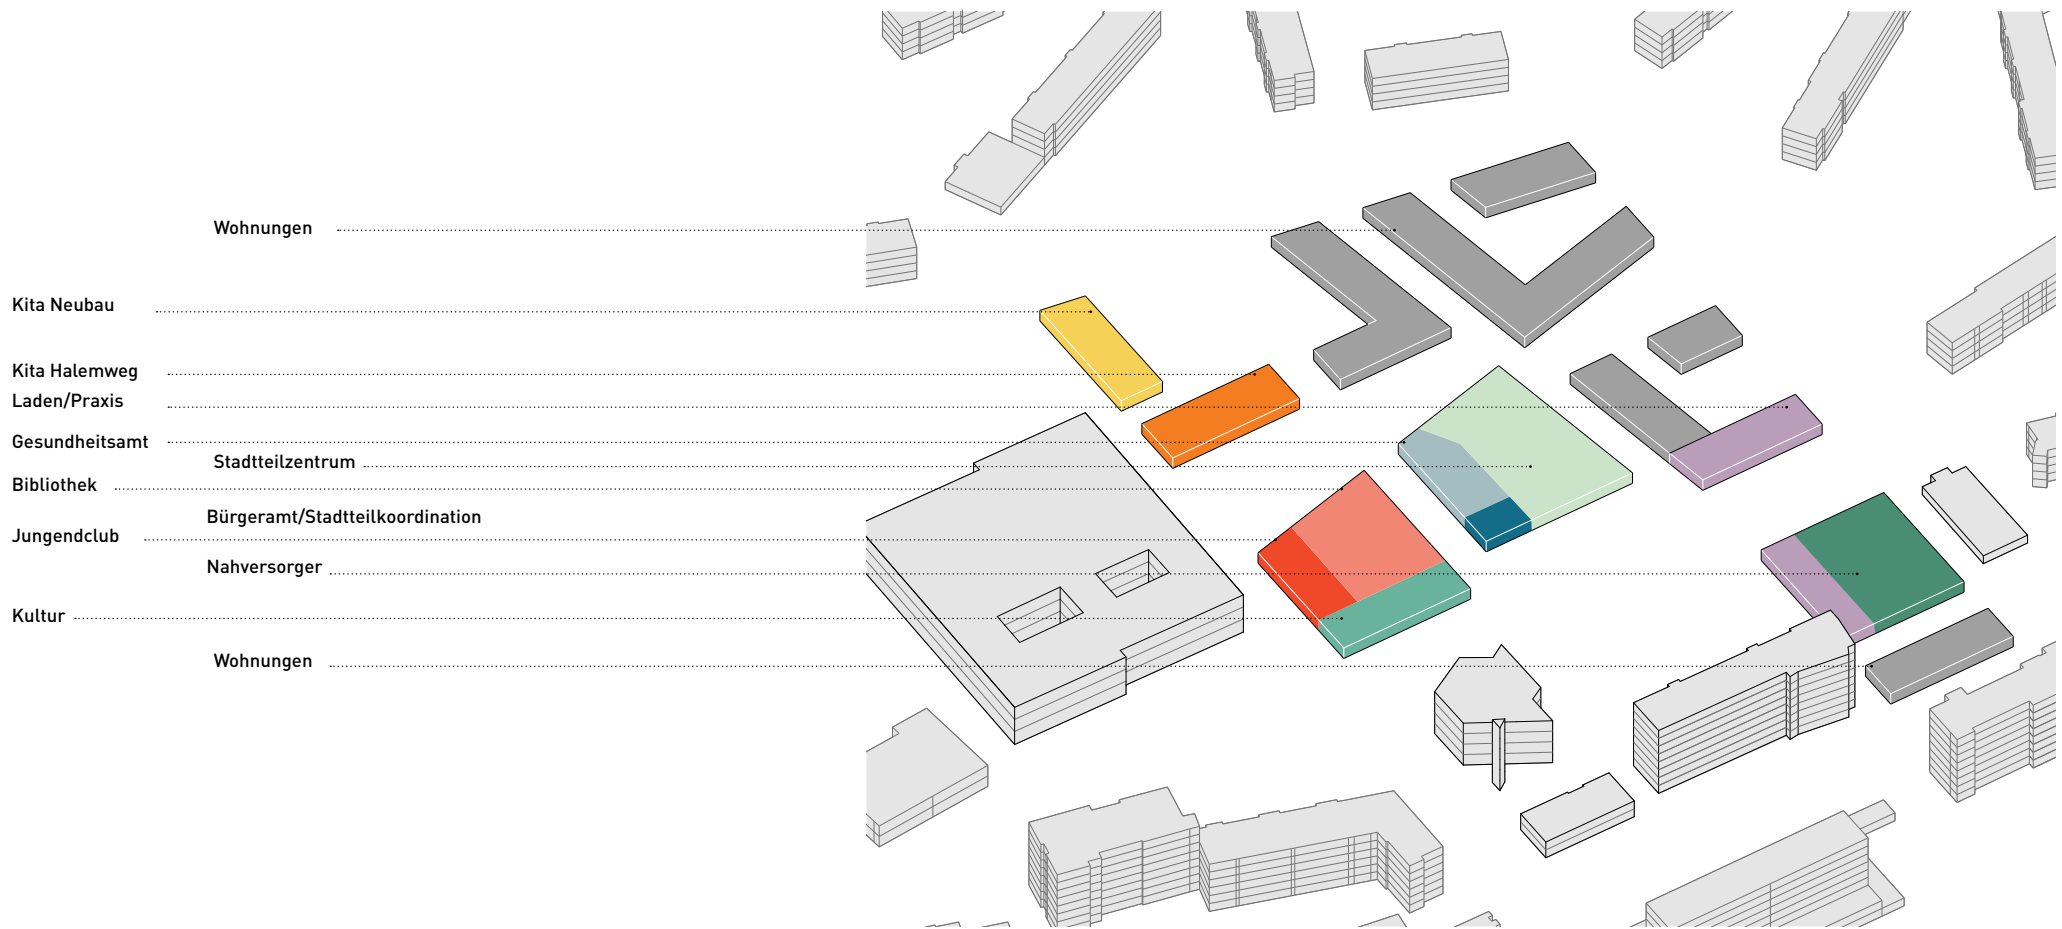 Wohnungen
Kita Neubau
Kita Halemweg
Laden/Praxis
Gesundheitsamt
Stadtteilzentrum
Bibliothek
Bürgeramt/Stadtteilkoordination
Jungendclub
Nahversorger
Kultur
Wohnungen